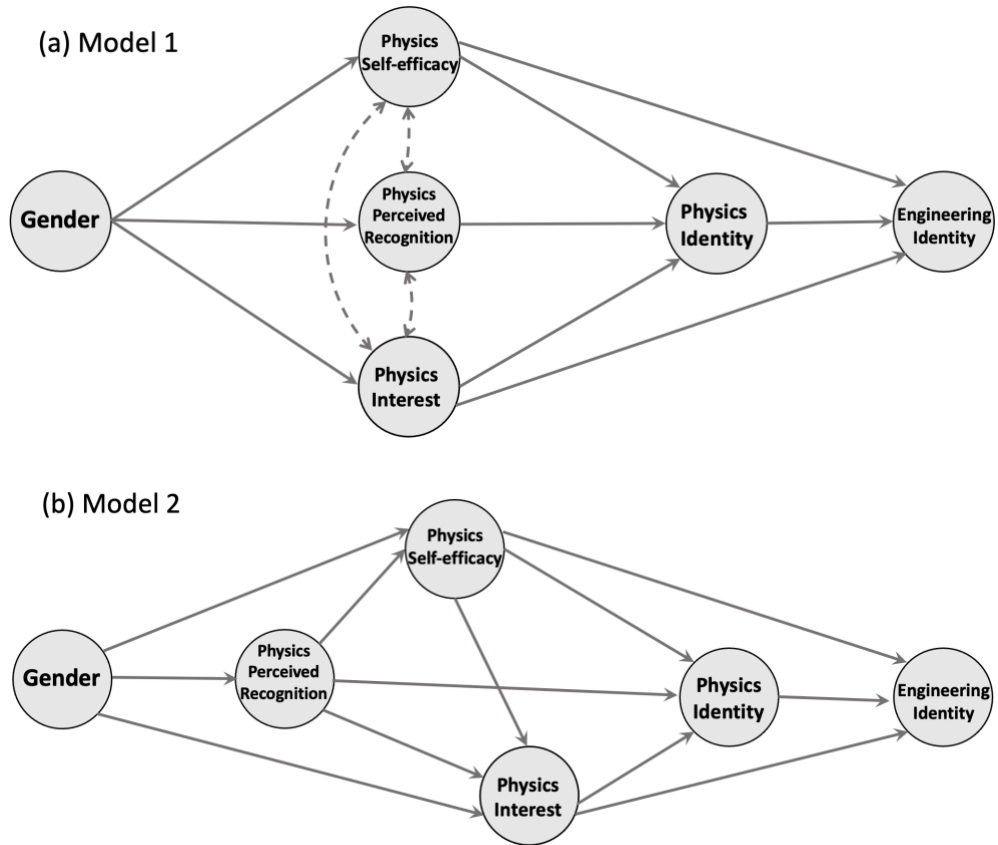 (a) Model 1
Physics
Self-efficacy
Gender
Physics
Perceived
Recognition
Physics
Identity
Engineering
Identity
Physics
Interest
(b) Model 2
Physics
Self-efficacy
Gender
Physics
Perceived
Recognition
Physics
Identity
Engineering
Identity
Physics
Interest